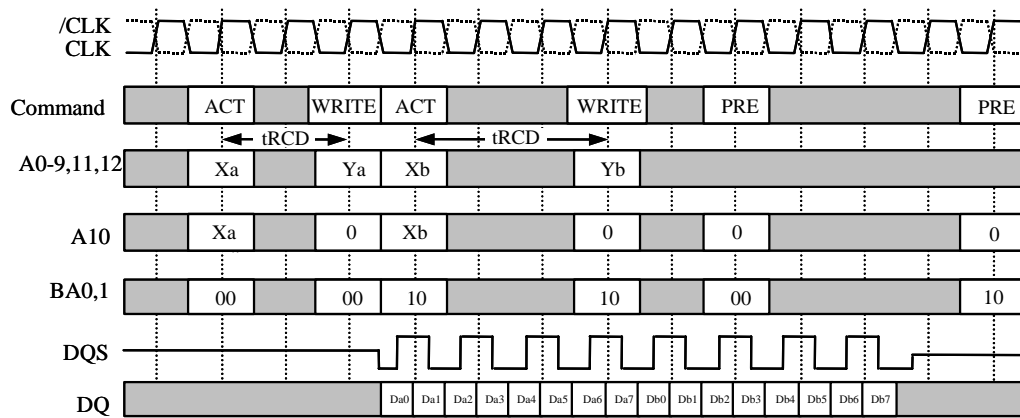 /CLK
CLK
Command ACT WRITE ACT WRITE PRE PRE
tRCD tRCD
A0-9,11,12 Xa Ya Xb Yb
A10 Xa 0 Xb 0 0 0
BA0,1 00 00 10 10 00 10
DQS
DQ Da0 Da1 Da2 Da3 Da4 Da5 Da6 Da7 Db0 Db1 Db2 Db3 Db4 Db5 Db6 Db7